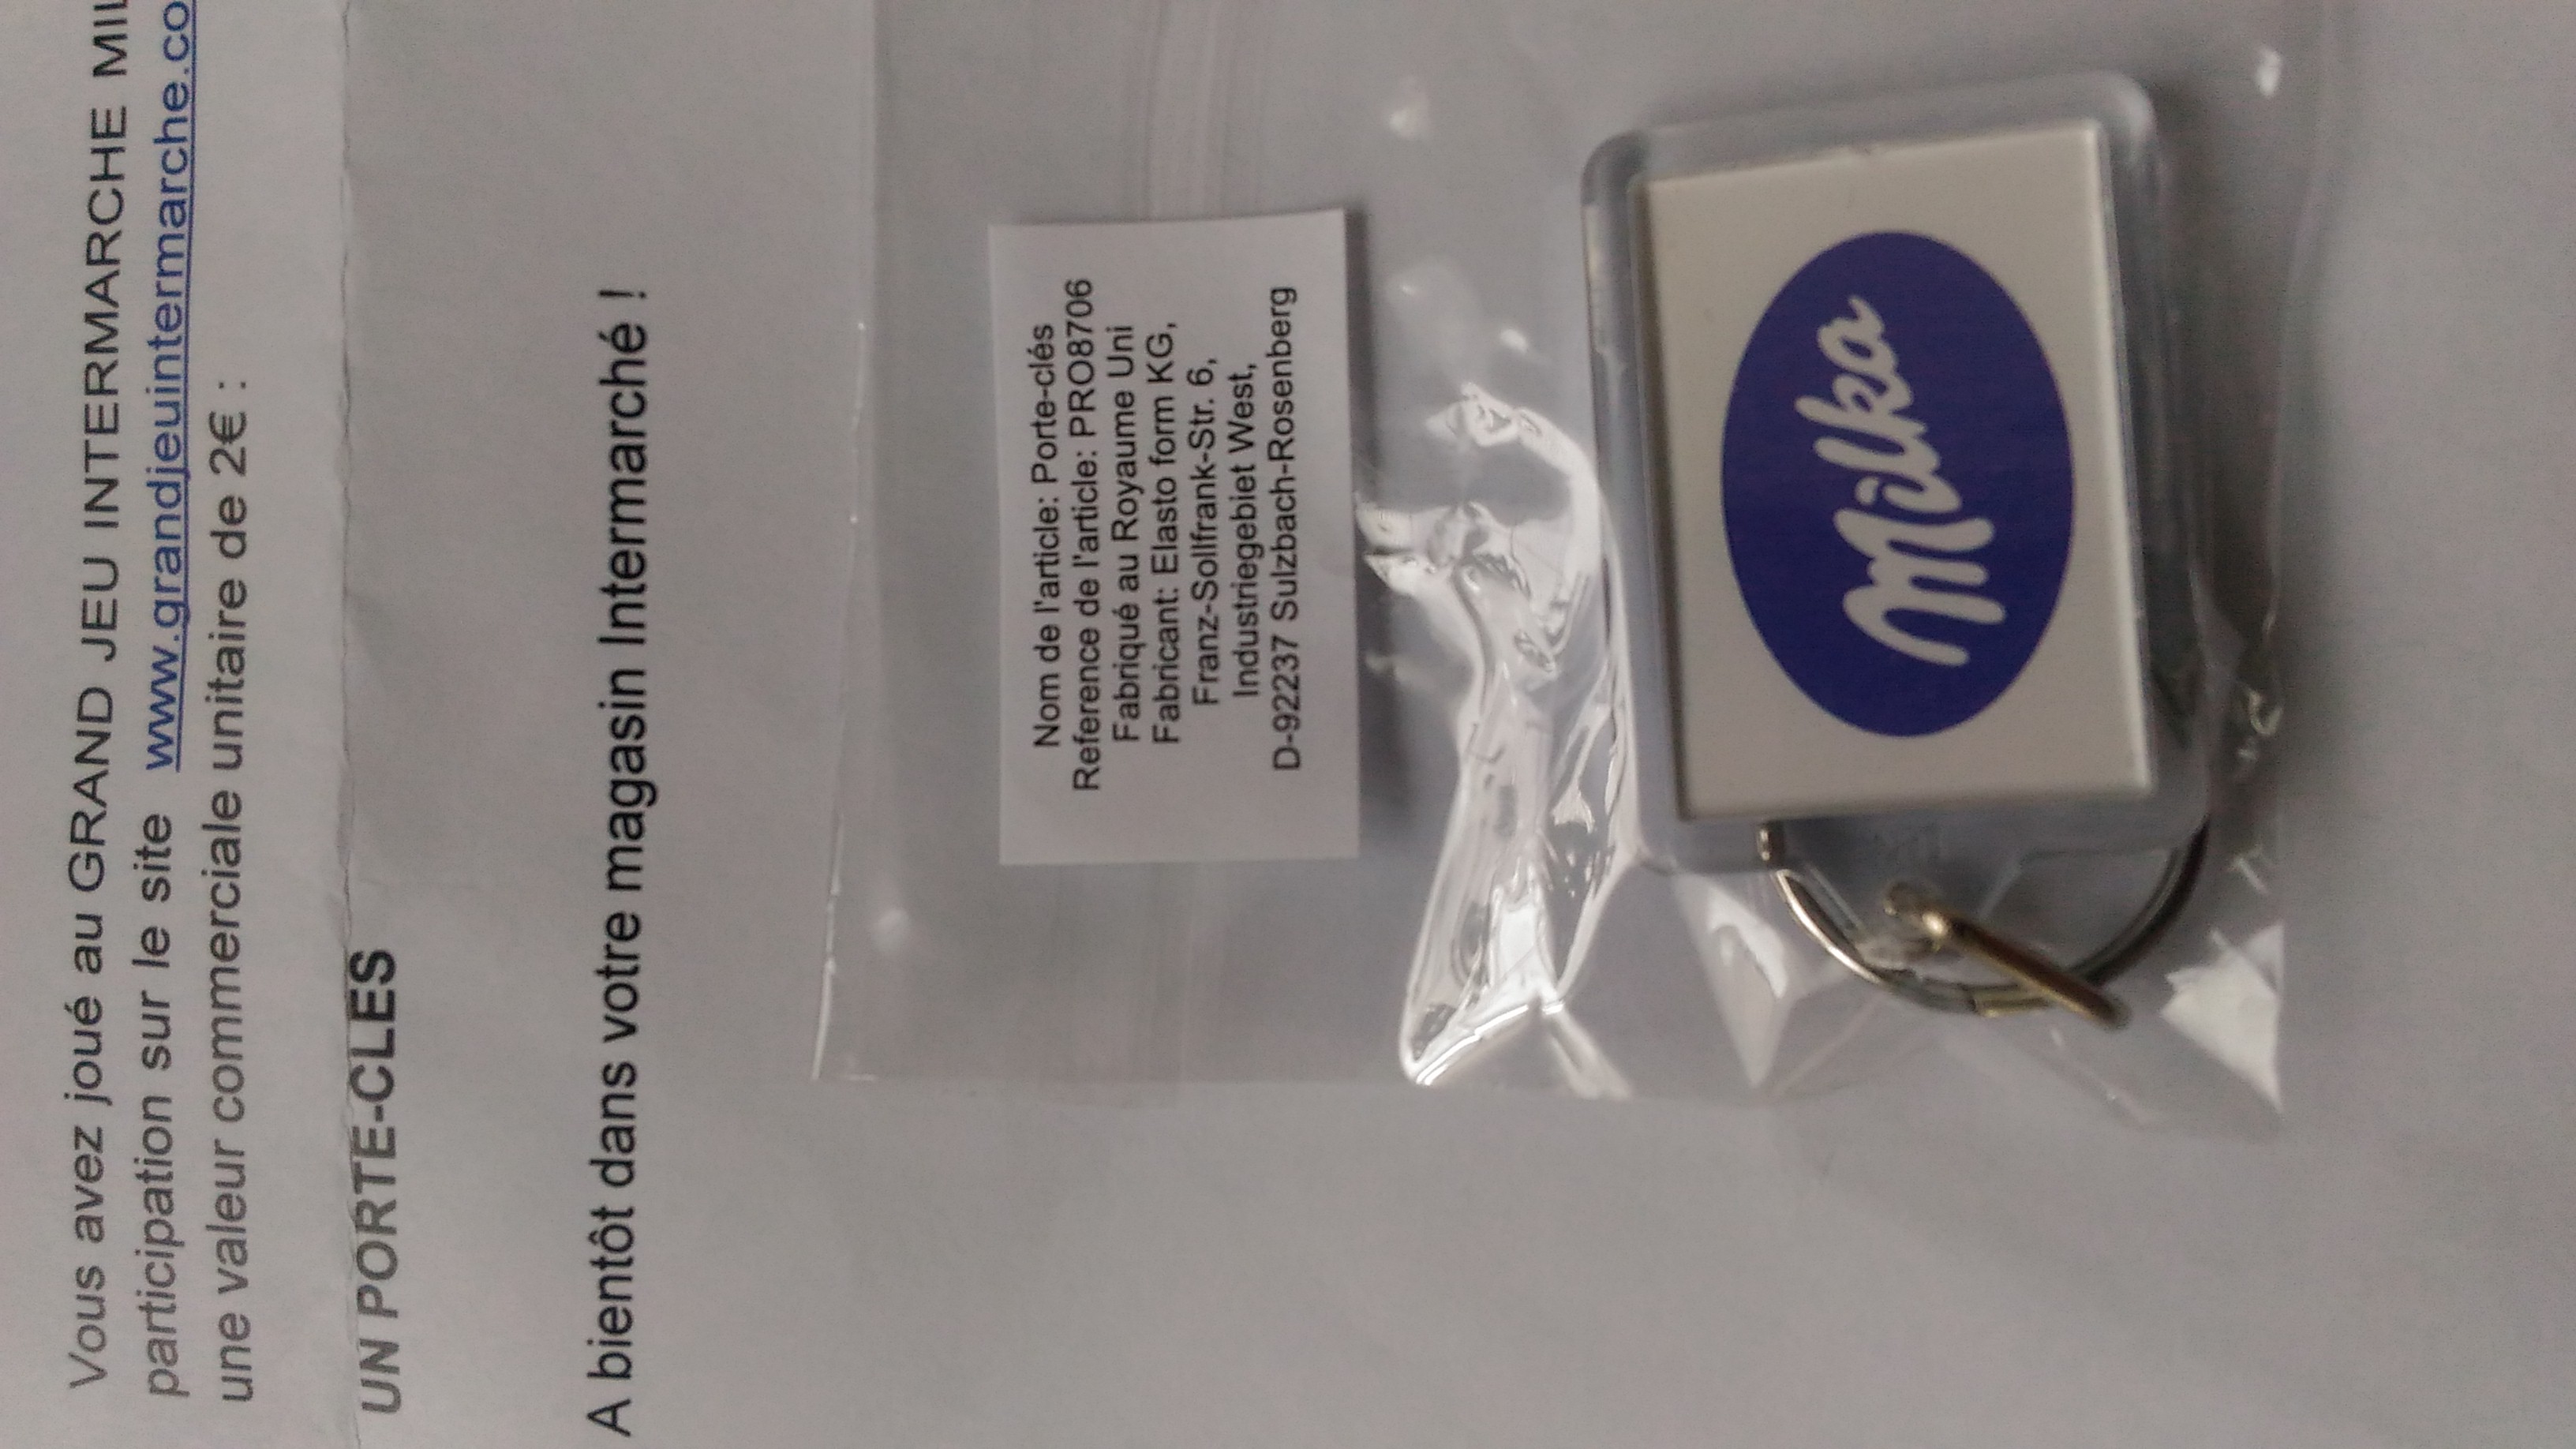 Vous avez joué au GRAND JEU INTERMARCHE
participation sur le site www.grandjeuintermarche.co
une valeur commerciale unitaire de 2€ :
UN PORTE-CLES
A bientôt dans votre magasin Intermarché !
Nom de l'article: Porte-clés
Reference de l'article: PRO8706
Fabriqué au Royaume Uni
Fabricant: Elasto form KG,
Franz-Sollfrank-Str. 6,
Industriegebiet West,
D-92237 Sulzbach-Rosenberg
Milka